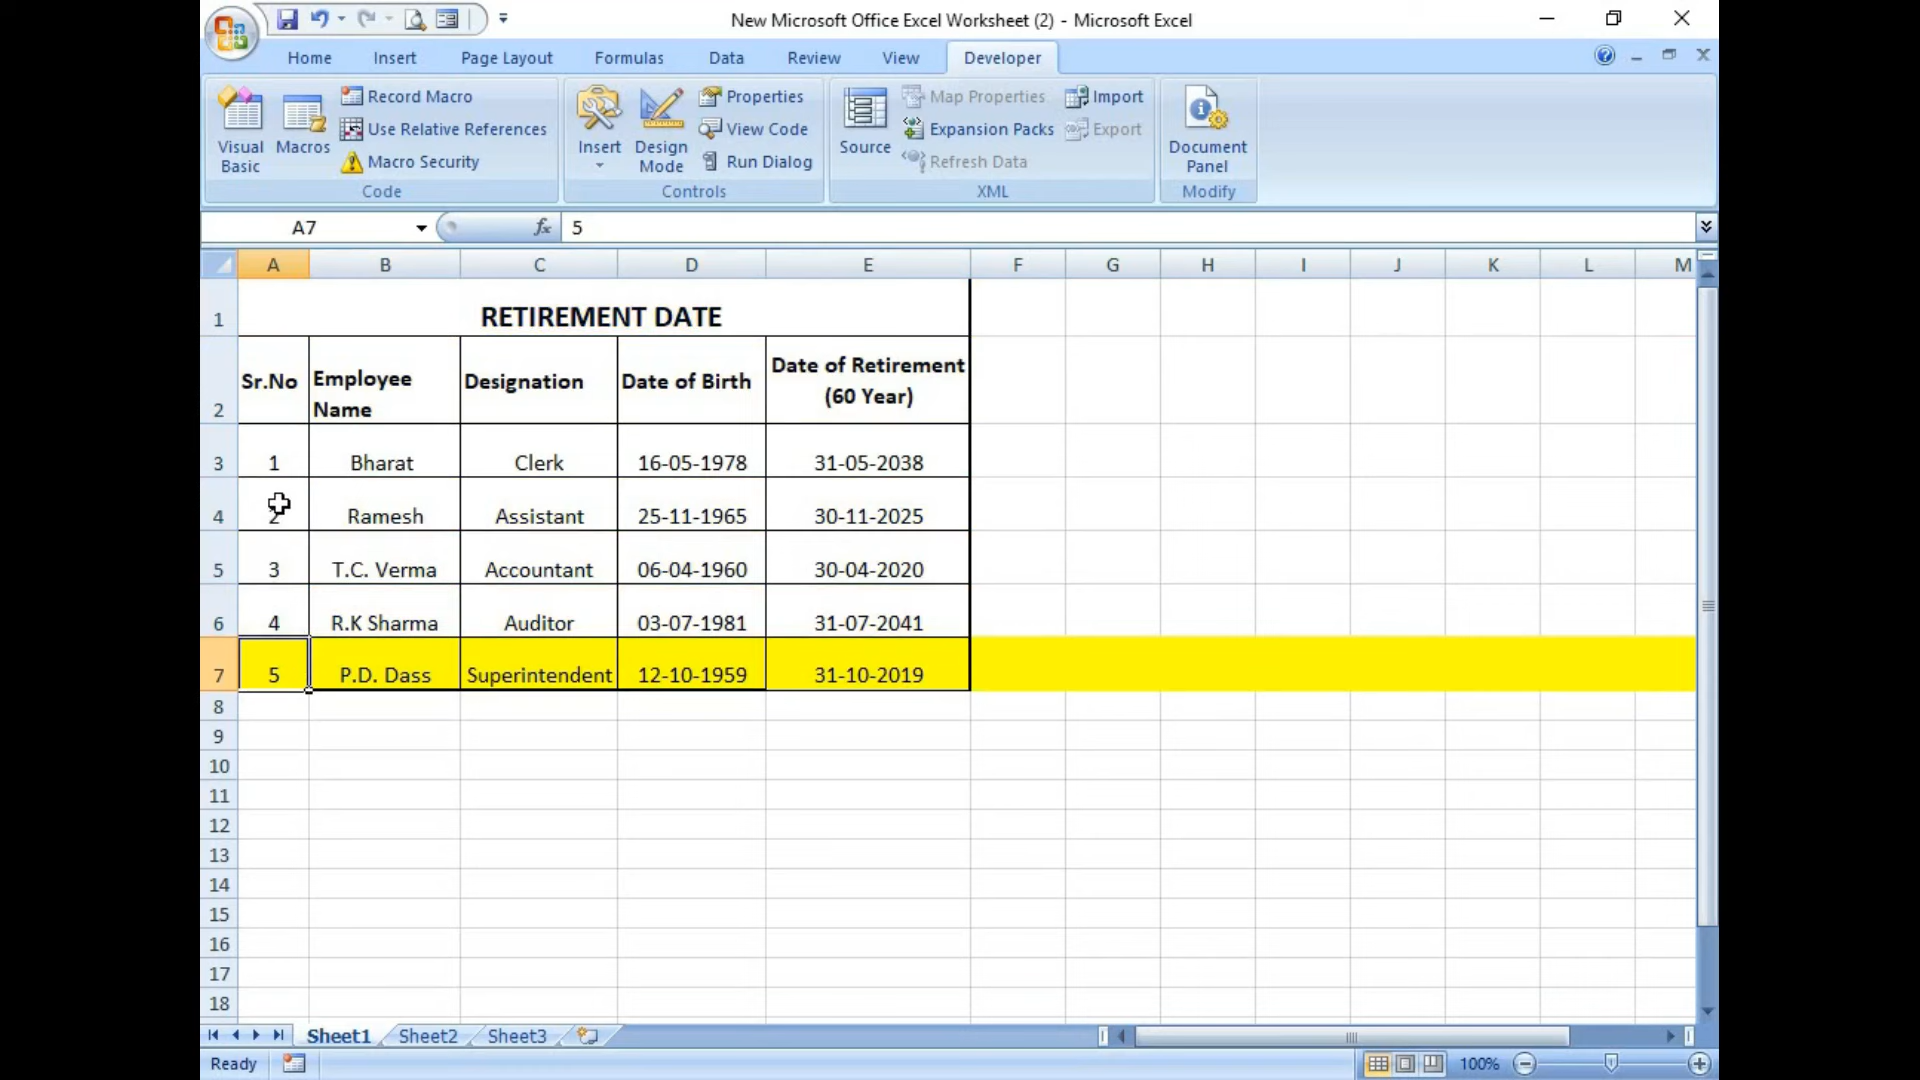 New Microsoft Office Excel Worksheet (2) - Microsoft Excel
Home Insert Page Layout Formulas Data Review View Developer
Visual Basic
Macros
Record Macro
Use Relative References
Macro Security
Code
Insert
Design Mode
Properties
View Code
Run Dialog
Controls
Source
Map Properties
Expansion Packs
Refresh Data
Import
Export
XML
Document Panel
Modify
A7 fx 5
A B C D E F G H I J K L M
1 RETIREMENT DATE
2 Sr.No Employee Name Designation Date of Birth Date of Retirement (60 Year)
3 1 Bharat Clerk 16-05-1978 31-05-2038
4 2 Ramesh Assistant 25-11-1965 30-11-2025
5 3 T.C. Verma Accountant 06-04-1960 30-04-2020
6 4 R.K Sharma Auditor 03-07-1981 31-07-2041
7 5 P.D. Dass Superintendent 12-10-1959 31-10-2019
8
9
10
11
12
13
14
15
16
17
18
Sheet1 Sheet2 Sheet3
Ready 100%